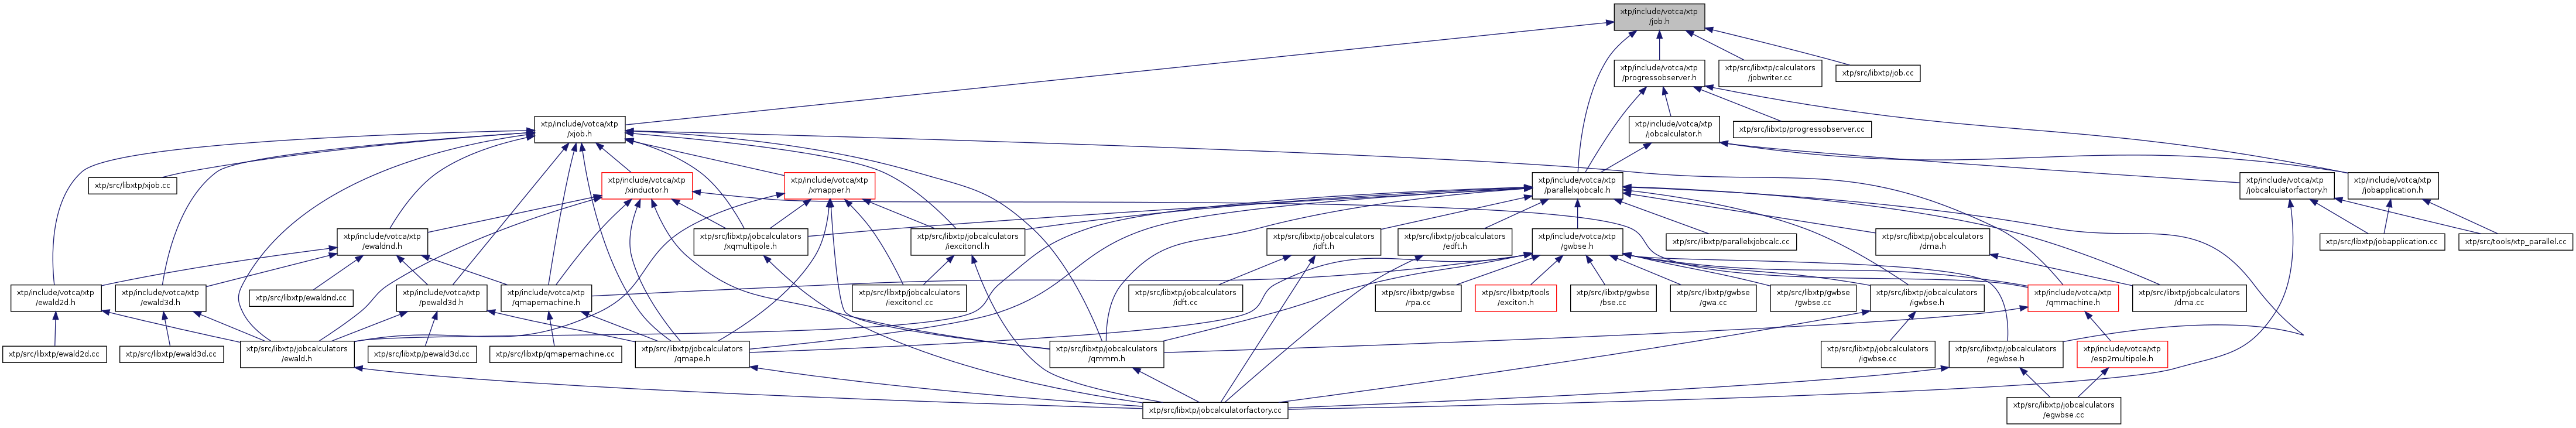 xtp/include/votca/xtp
/job.h
xtp/include/votca/xtp
/progressobserver.h
xtp/src/libxtp/calculators
/jobwriter.cc
xtp/src/libxtp/job.cc
xtp/include/votca/xtp
/xjob.h
xtp/include/votca/xtp
/jobcalculator.h
xtp/src/libxtp/progressobserver.cc
xtp/src/libxtp/xjob.cc
xtp/include/votca/xtp
/xinductor.h
xtp/include/votca/xtp
/xmapper.h
xtp/include/votca/xtp
/parallelxjobcalc.h
xtp/include/votca/xtp
/jobcalculatorfactory.h
xtp/include/votca/xtp
/jobapplication.h
xtp/include/votca/xtp
/ewaldnd.h
xtp/src/libxtp/jobcalculators
/xqmultipole.h
xtp/src/libxtp/jobcalculators
/iexcitoncl.h
xtp/src/libxtp/jobcalculators
/idft.h
xtp/src/libxtp/jobcalculators
/edft.h
xtp/include/votca/xtp
/gwbse.h
xtp/src/libxtp/parallelxjobcalc.cc
xtp/src/libxtp/jobcalculators
/dma.h
xtp/src/libxtp/jobapplication.cc
xtp/src/tools/xtp_parallel.cc
xtp/include/votca/xtp
/ewald2d.h
xtp/include/votca/xtp
/ewald3d.h
xtp/src/libxtp/ewaldnd.cc
xtp/include/votca/xtp
/pewald3d.h
xtp/include/votca/xtp
/qmapemachine.h
xtp/src/libxtp/jobcalculators
/iexcitoncl.cc
xtp/src/libxtp/jobcalculators
/idft.cc
xtp/src/libxtp/gwbse
/rpa.cc
xtp/src/libxtp/tools
/exciton.h
xtp/src/libxtp/gwbse
/bse.cc
xtp/src/libxtp/gwbse
/gwa.cc
xtp/src/libxtp/gwbse
/gwbse.cc
xtp/src/libxtp/jobcalculators
/igwbse.h
xtp/include/votca/xtp
/qmmachine.h
xtp/src/libxtp/jobcalculators
/dma.cc
xtp/src/libxtp/ewald2d.cc
xtp/src/libxtp/ewald3d.cc
xtp/src/libxtp/jobcalculators
/ewald.h
xtp/src/libxtp/pewald3d.cc
xtp/src/libxtp/qmapemachine.cc
xtp/src/libxtp/jobcalculators
/qmape.h
xtp/src/libxtp/jobcalculators
/qmmm.h
xtp/src/libxtp/jobcalculators
/igwbse.cc
xtp/src/libxtp/jobcalculators
/egwbse.h
xtp/include/votca/xtp
/esp2multipole.h
xtp/src/libxtp/jobcalculatorfactory.cc
xtp/src/libxtp/jobcalculators
/egwbse.cc